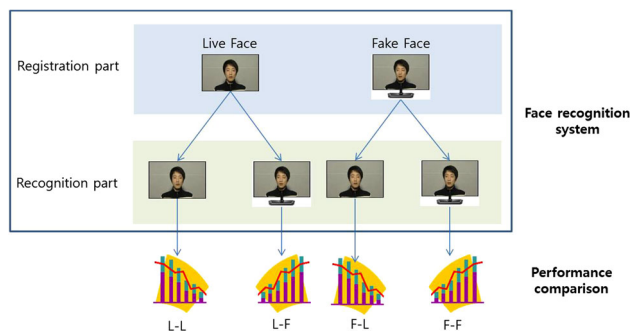 Live Face
Fake Face
Registration part
Face recognition
system
Recognition part
Performance
comparison
L-L
L-F
F-L
F-F